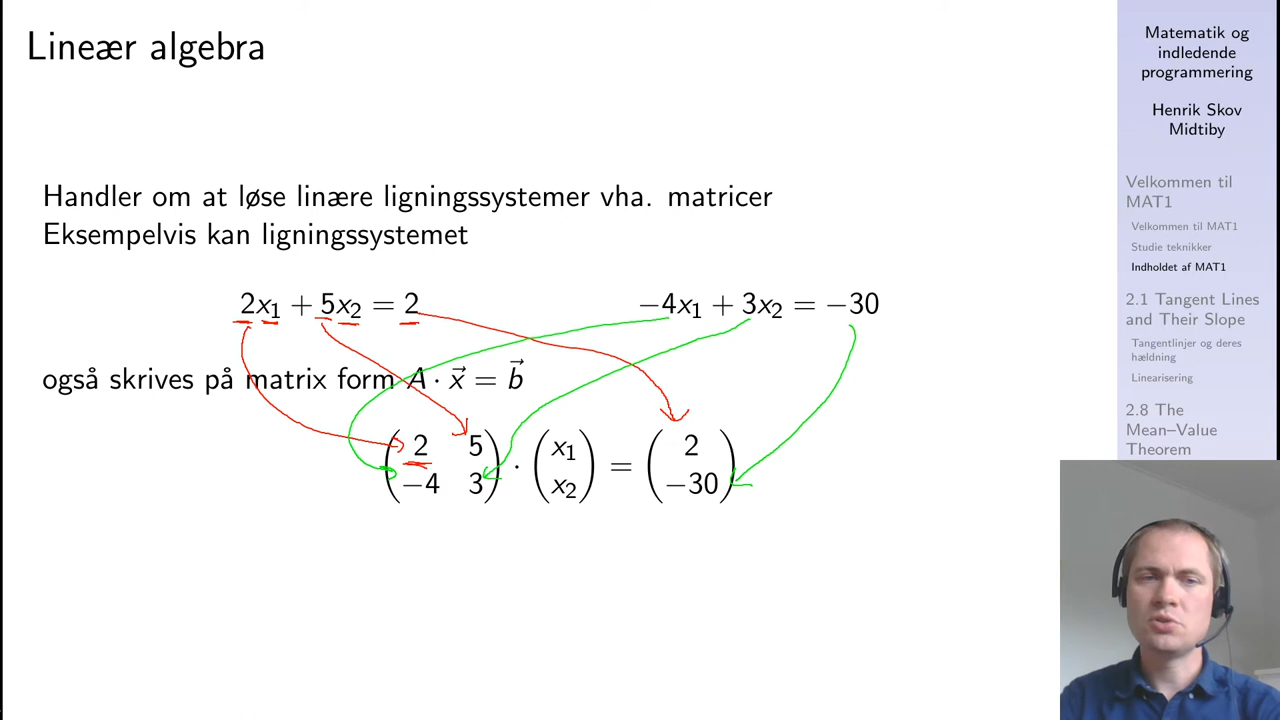 Lineær algebra
Handler om at løse linære ligningssystemer vha. matricer
Eksempelvis kan ligningssystemet
2x₁ + 5x₂ = 2 −4x₁ + 3x₂ = −30
også skrives på matrix form A · x⃗ = b⃗
(2 5) · (x₁) = (2)
(−4 3) (x₂) (−30)
Matematik og
indledende
programmering
Henrik Skov
Midtiby
Velkommen til
MAT1
Velkommen til MAT1
Studie teknikker
Indholdet af MAT1
2.1 Tangent Lines
and Their Slope
Tangentlinjer og deres
hældning
Linearisering
2.8 The
Mean–Value
Theorem